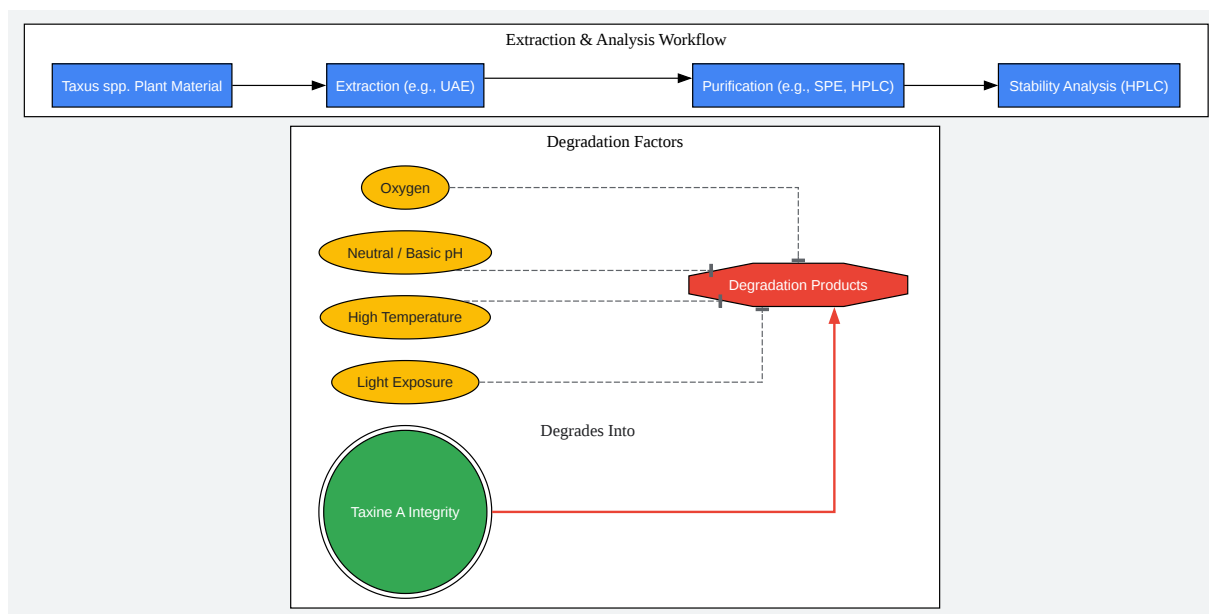 Extraction & Analysis Workflow
Taxus spp. Plant Material
Extraction (e.g., UAE)
Purification (e.g., SPE, HPLC)
Stability Analysis (HPLC)
Degradation Factors
Oxygen
Neutral / Basic pH
High Temperature
Light Exposure
Degradation Products
Degrades Into
Taxine A Integrity